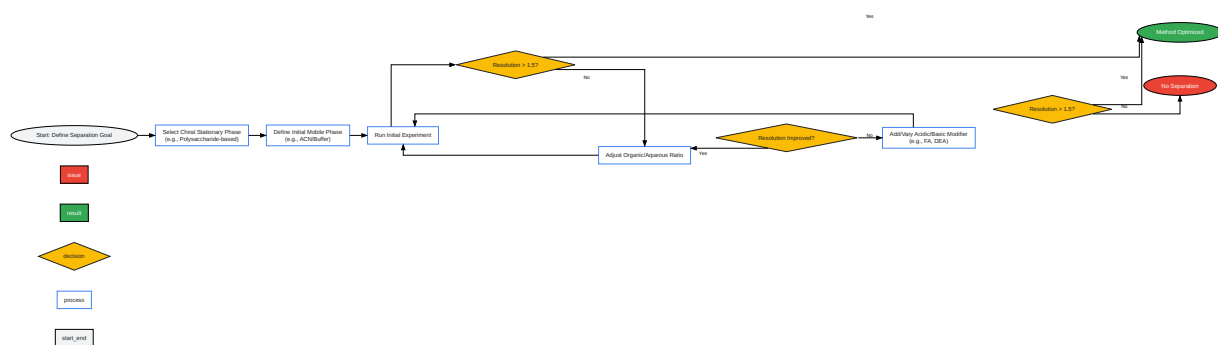 Yes
Method Optimized
Resolution > 1.5?
No
Yes
No Separation
Resolution > 1.5?
No
Start: Define Separation Goal
Select Chiral Stationary Phase
(e.g., Polysaccharide-based)
Define Initial Mobile Phase
(e.g., ACN/Buffer)
Run Initial Experiment
Resolution Improved?
No
Add/Vary Acidic/Basic Modifier
(e.g., FA, DEA)
Adjust Organic/Aqueous Ratio
Yes
issue
result
decision
process
start_end